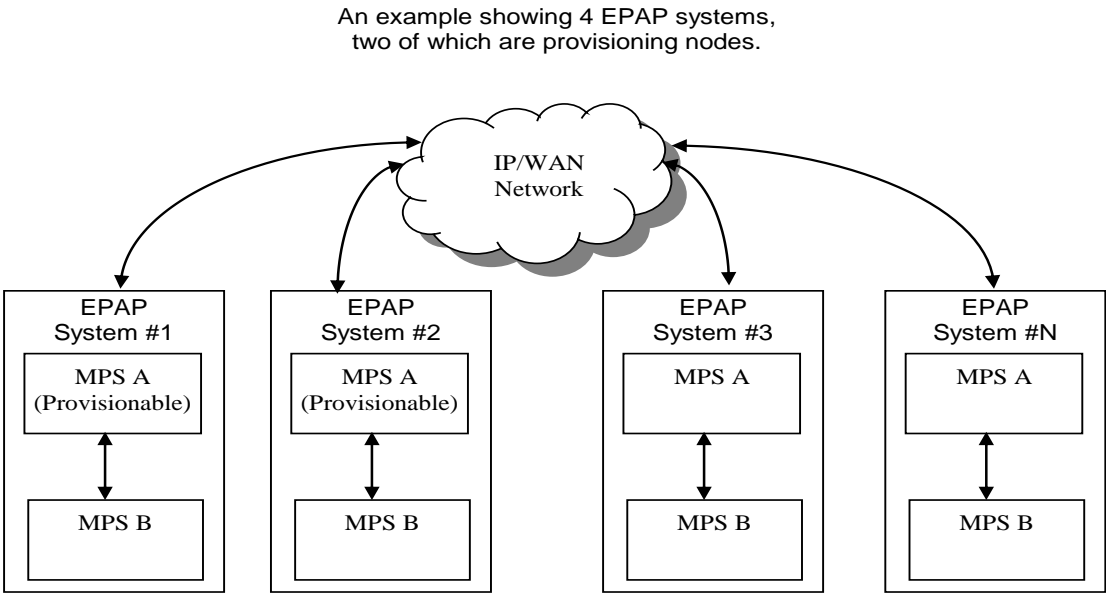 An example showing 4 EPAP systems,
two of which are provisioning nodes.
IP/WAN
Network
EPAP
System #1
MPS A
(Provisionable)
MPS B
EPAP
System #2
MPS A
(Provisionable)
MPS B
EPAP
System #3
MPS A
MPS B
EPAP
System #N
MPS A
MPS B